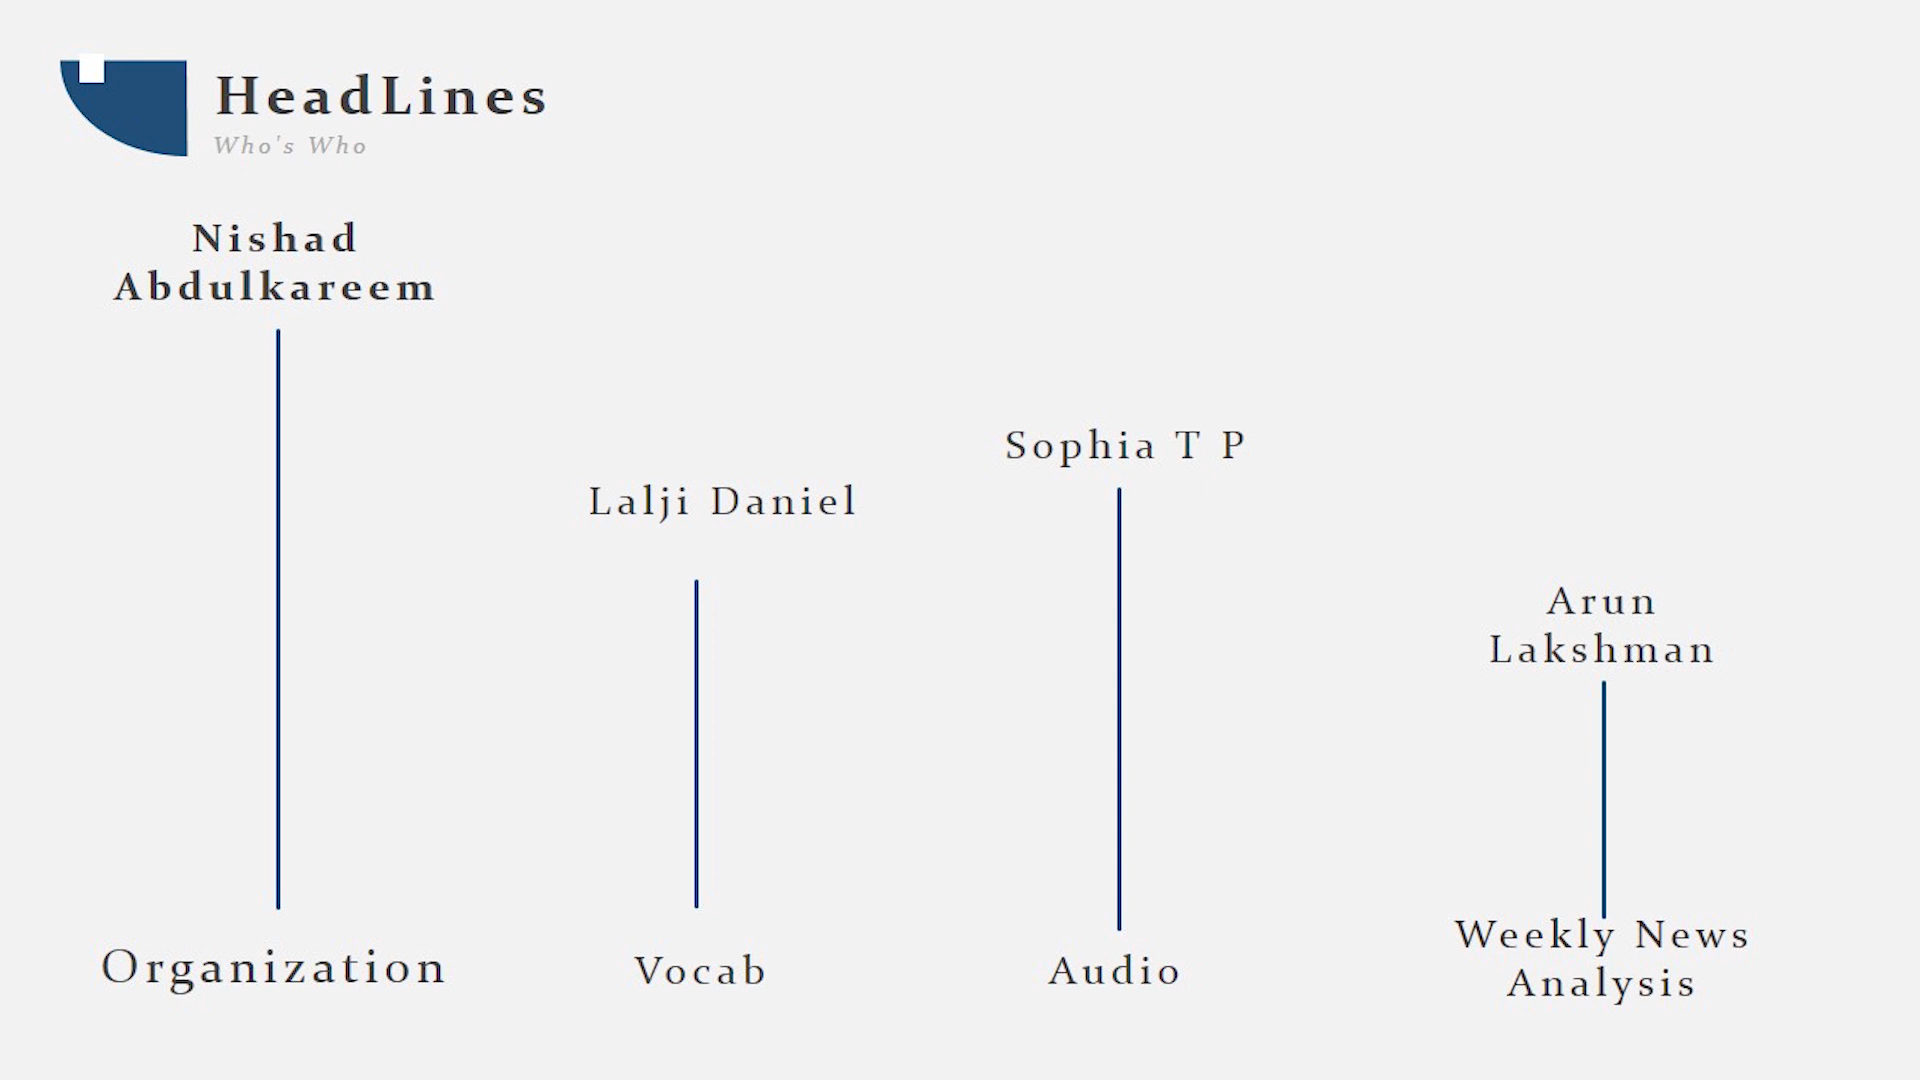 HeadLines
Who's Who
Nishad
Abdulkareem
Organization
Lalji Daniel
Vocab
Sophia T P
Audio
Arun
Lakshman
Weekly News
Analysis